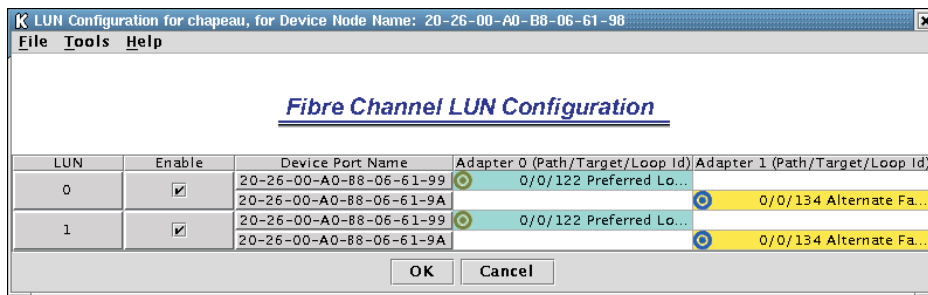 LUN Configuration for chapeau, for Device Node Name: 20-26-00-A0-B8-06-61-98
File Tools Help
Fibre Channel LUN Configuration
LUN Enable Device Port Name Adapter 0 (Path/Target/Loop Id) Adapter 1 (Path/Target/Loop Id)
0 20-26-00-A0-B8-06-61-99 0/0/122 Preferred Lo...
20-26-00-A0-B8-06-61-9A 0/0/134 Alternate Fa...
1 20-26-00-A0-B8-06-61-99 0/0/122 Preferred Lo...
20-26-00-A0-B8-06-61-9A 0/0/134 Alternate Fa...
OK Cancel